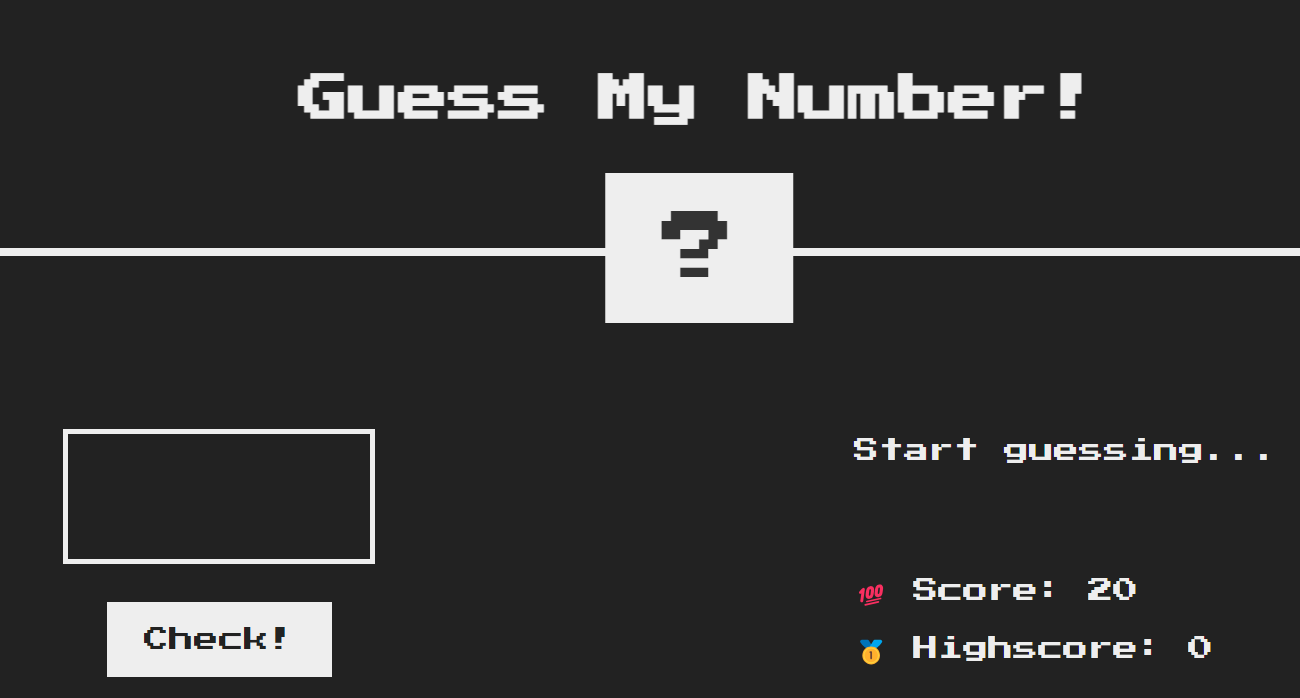 Guess My Number!
?
Start guessing...
Check!
💯 Score: 20
🥇 Highscore: 0